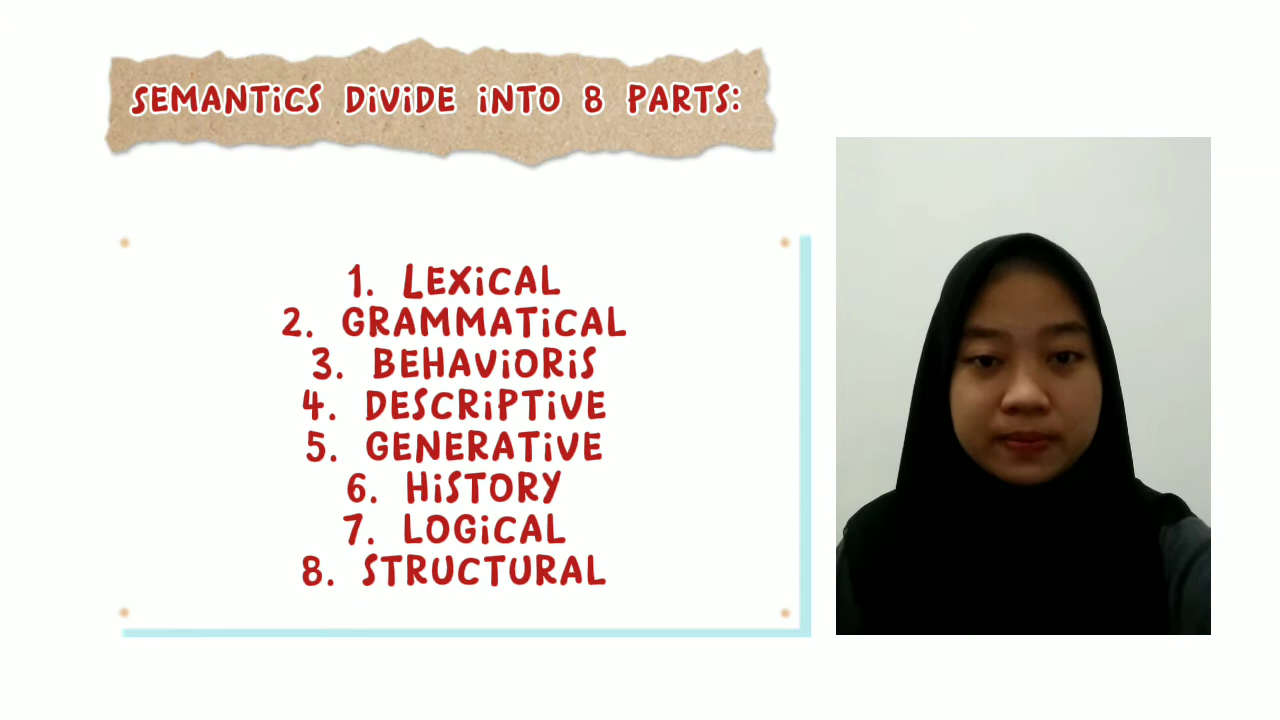 SEMANTiCS DiViDE iNTO 8 PARTS:
1. LEXiCAL
2. GRAMMATiCAL
3. BEHAViORiS
4. DESCRiPTiVE
5. GENERATiVE
6. HiSTORY
7. LOGiCAL
8. STRUCTURAL